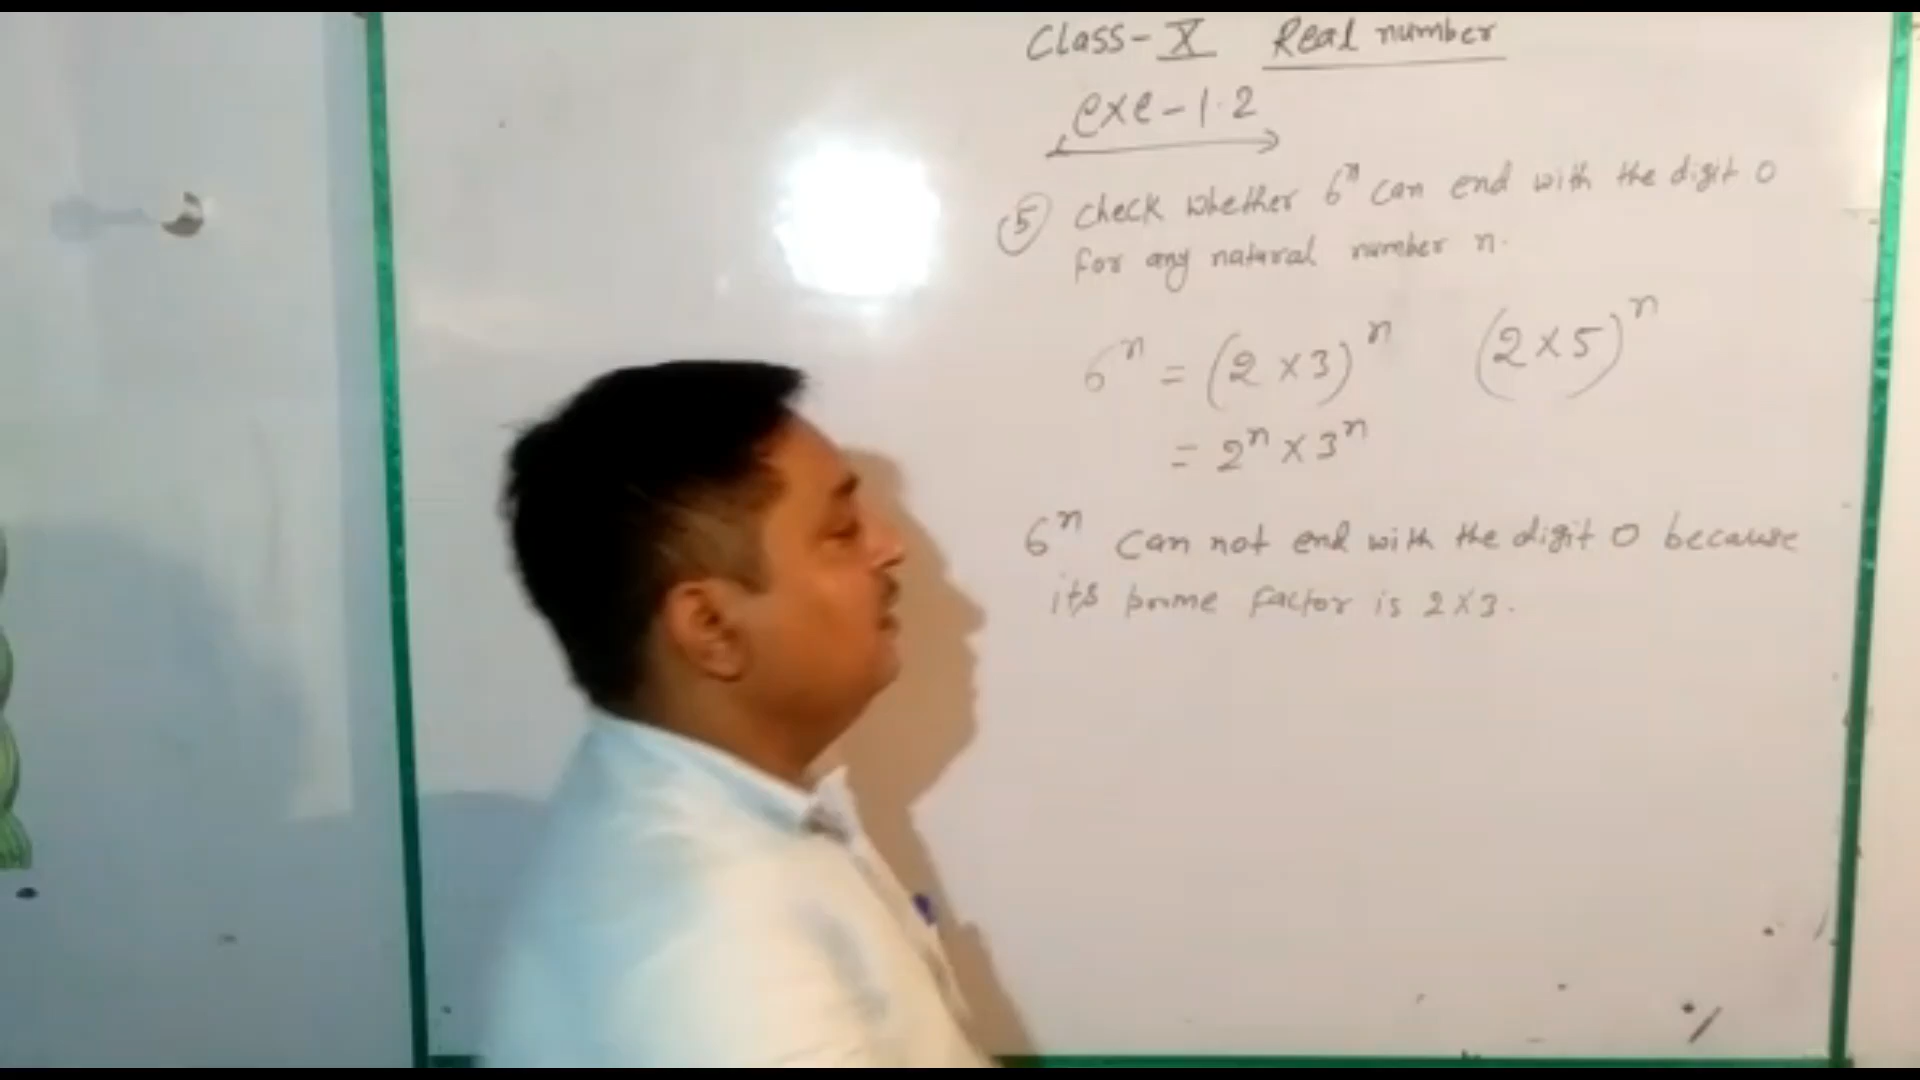 Class-X Real number
exe-1.2
(5) Check whether 6ⁿ can end with the digit 0
for any natural number n.
6ⁿ = (2 × 3)ⁿ (2 × 5)ⁿ
= 2ⁿ × 3ⁿ
6ⁿ Can not end with the digit 0 because
its prime factor is 2 × 3.